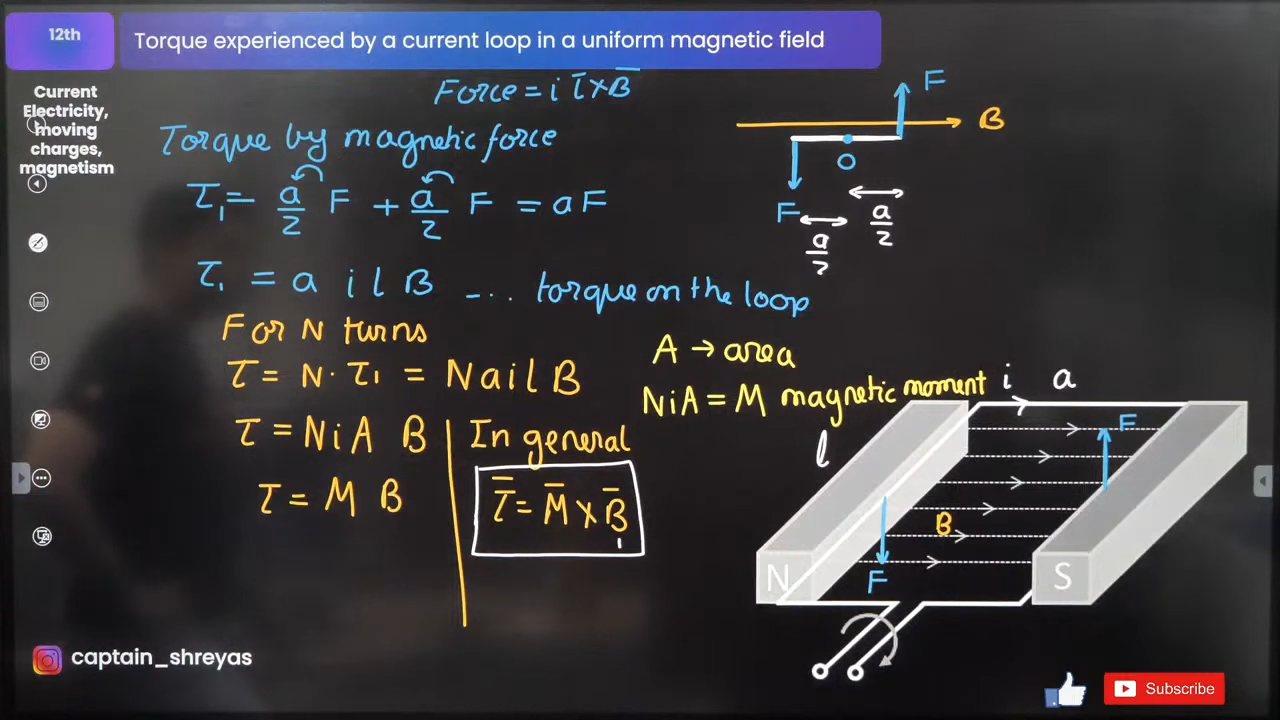 12th
Torque experienced by a current loop in a uniform magnetic field
Current
Electricity,
moving
charges,
magnetism
Force = i l̄ × B̄
Torque by magnetic force
τ₁ = a/2 F + a/2 F = a F
τ₁ = a i l B ... torque on the loop
For N turns
τ = N · τ₁ = N a i l B
τ = N i A B
τ = M B
In general
τ̄ = M̄ × B̄
A → area
NiA = M magnetic moment
F
B
O
F
a/2
a/2
i a
l
F
B
N
F
S
captain_shreyas
Subscribe